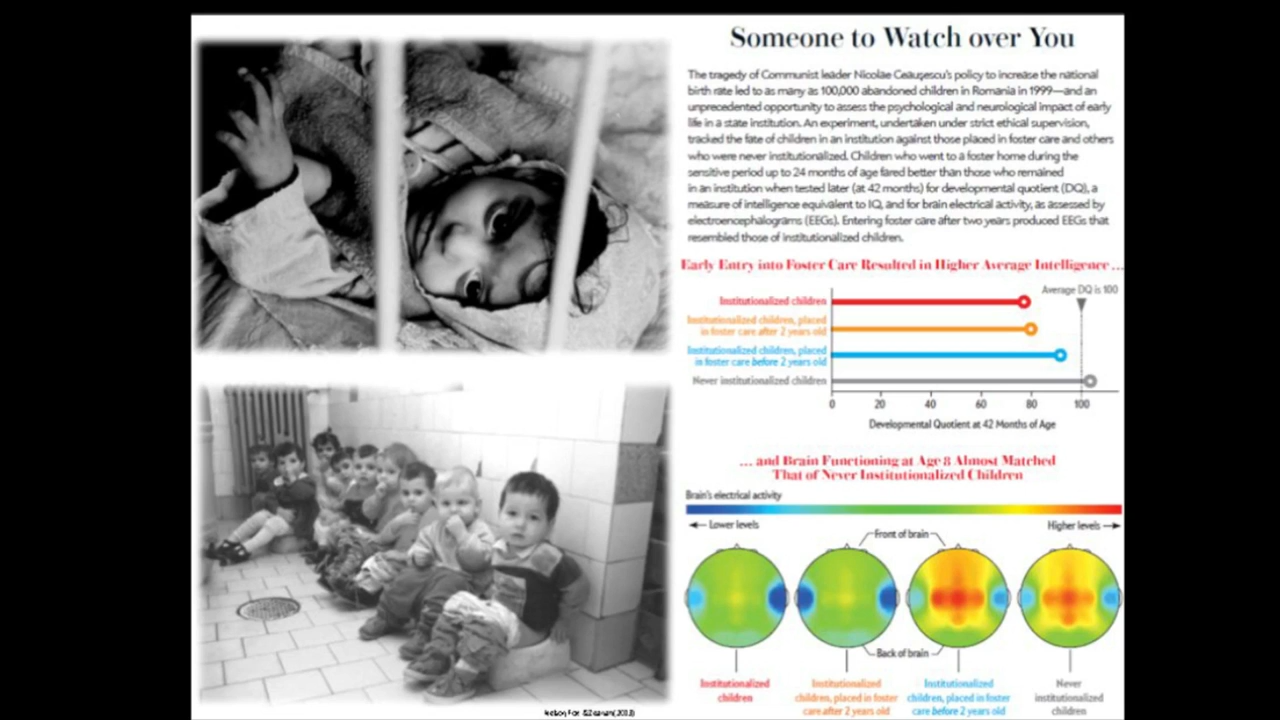 Someone to Watch over You
The tragedy of Communist leader Nicolae Ceaușescu's policy to increase the national
birth rate led to as many as 100,000 abandoned children in Romania in 1999—and an
unprecedented opportunity to assess the psychological and neurological impact of early
life in a state institution. An experiment, undertaken under strict ethical supervision,
tracked the fate of children in an institution against those placed in foster care and others
who were never institutionalized. Children who went to a foster home during the
sensitive period up to 24 months of age fared better than those who remained
in an institution when tested later (at 42 months) for developmental quotient (DQ), a
measure of intelligence equivalent to IQ, and for brain electrical activity, as assessed by
electroencephalograms (EEGs). Entering foster care after two years produced EEGs that
resembled those of institutionalized children.
Early Entry into Foster Care Resulted in Higher Average Intelligence ...
Average DQ is 100
Institutionalized children
Institutionalized children, placed
in foster care after 2 years old
Institutionalized children, placed
in foster care before 2 years old
Never institutionalized children
0 20 40 60 80 100
Developmental Quotient at 42 Months of Age
... and Brain Functioning at Age 8 Almost Matched
That of Never Institutionalized Children
Brain's electrical activity
← Lower levels
Higher levels →
Front of brain
Back of brain
Institutionalized
children
Institutionalized
children, placed in foster
care after 2 years old
Institutionalized
children, placed in foster
care before 2 years old
Never
institutionalized
children